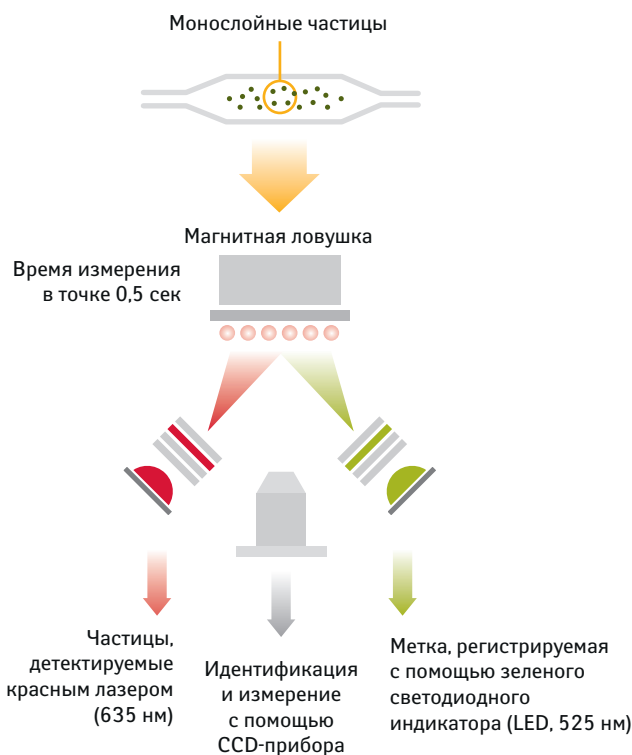 Монослойные частицы
Магнитная ловушка
Время измерения
в точке 0,5 сек
Частицы,
детектируемые
красным лазером
(635 нм)
Идентификация
и измерение
с помощью
CCD-прибора
Метка, регистрируемая
с помощью зеленого
светодиодного
индикатора (LED, 525 нм)